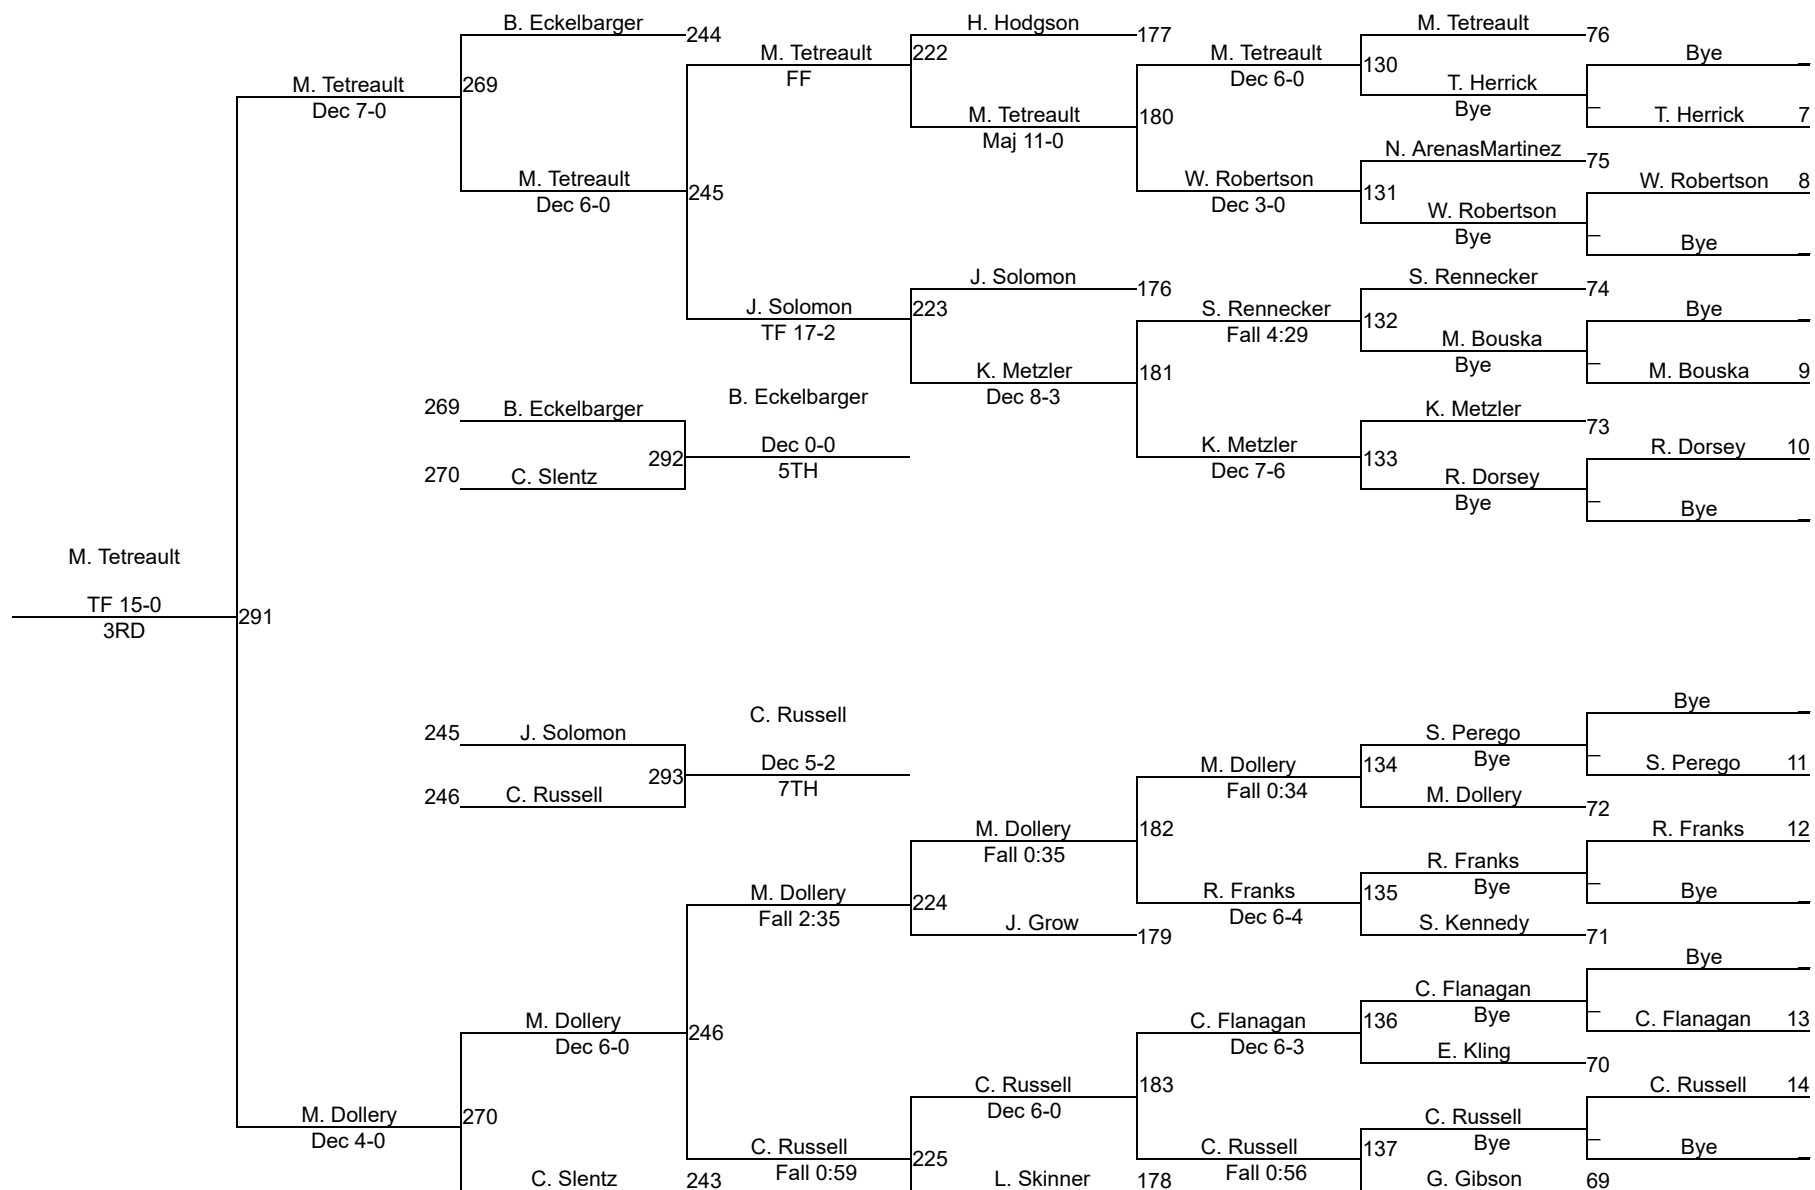 B. Eckelbarger
244
H. Hodgson
177
M. Tetreault
76
M. Tetreault
FF
222
M. Tetreault
Dec 6-0
130
Bye
M. Tetreault
Dec 7-0
269
T. Herrick
Bye
M. Tetreault
Maj 11-0
180
T. Herrick
7
N. ArenasMartinez
75
M. Tetreault
Dec 6-0
245
W. Robertson
Dec 3-0
131
W. Robertson
8
W. Robertson
Bye
Bye
J. Solomon
176
S. Rennecker
74
J. Solomon
TF 17-2
223
S. Rennecker
Fall 4:29
132
Bye
M. Bouska
Bye
K. Metzler
Dec 8-3
181
M. Bouska
9
B. Eckelbarger
269
B. Eckelbarger
K. Metzler
73
292
Dec 0-0
5TH
K. Metzler
Dec 7-6
133
R. Dorsey
10
270
C. Slentz
R. Dorsey
Bye
Bye
M. Tetreault
TF 15-0
3RD
291
C. Russell
Bye
245
J. Solomon
S. Perego
Bye
293
Dec 5-2
7TH
M. Dollery
Fall 0:34
134
S. Perego
11
246
C. Russell
M. Dollery
72
M. Dollery
Fall 0:35
182
R. Franks
12
R. Franks
Bye
M. Dollery
Fall 2:35
224
R. Franks
Dec 6-4
135
Bye
J. Grow
179
S. Kennedy
71
Bye
C. Flanagan
Bye
M. Dollery
Dec 6-0
246
C. Flanagan
Dec 6-3
136
C. Flanagan
13
E. Kling
70
C. Russell
Dec 6-0
183
C. Russell
14
M. Dollery
Dec 4-0
270
C. Russell
Bye
C. Russell
Fall 0:59
225
C. Russell
Fall 0:56
137
Bye
C. Slentz
243
L. Skinner
178
G. Gibson
69